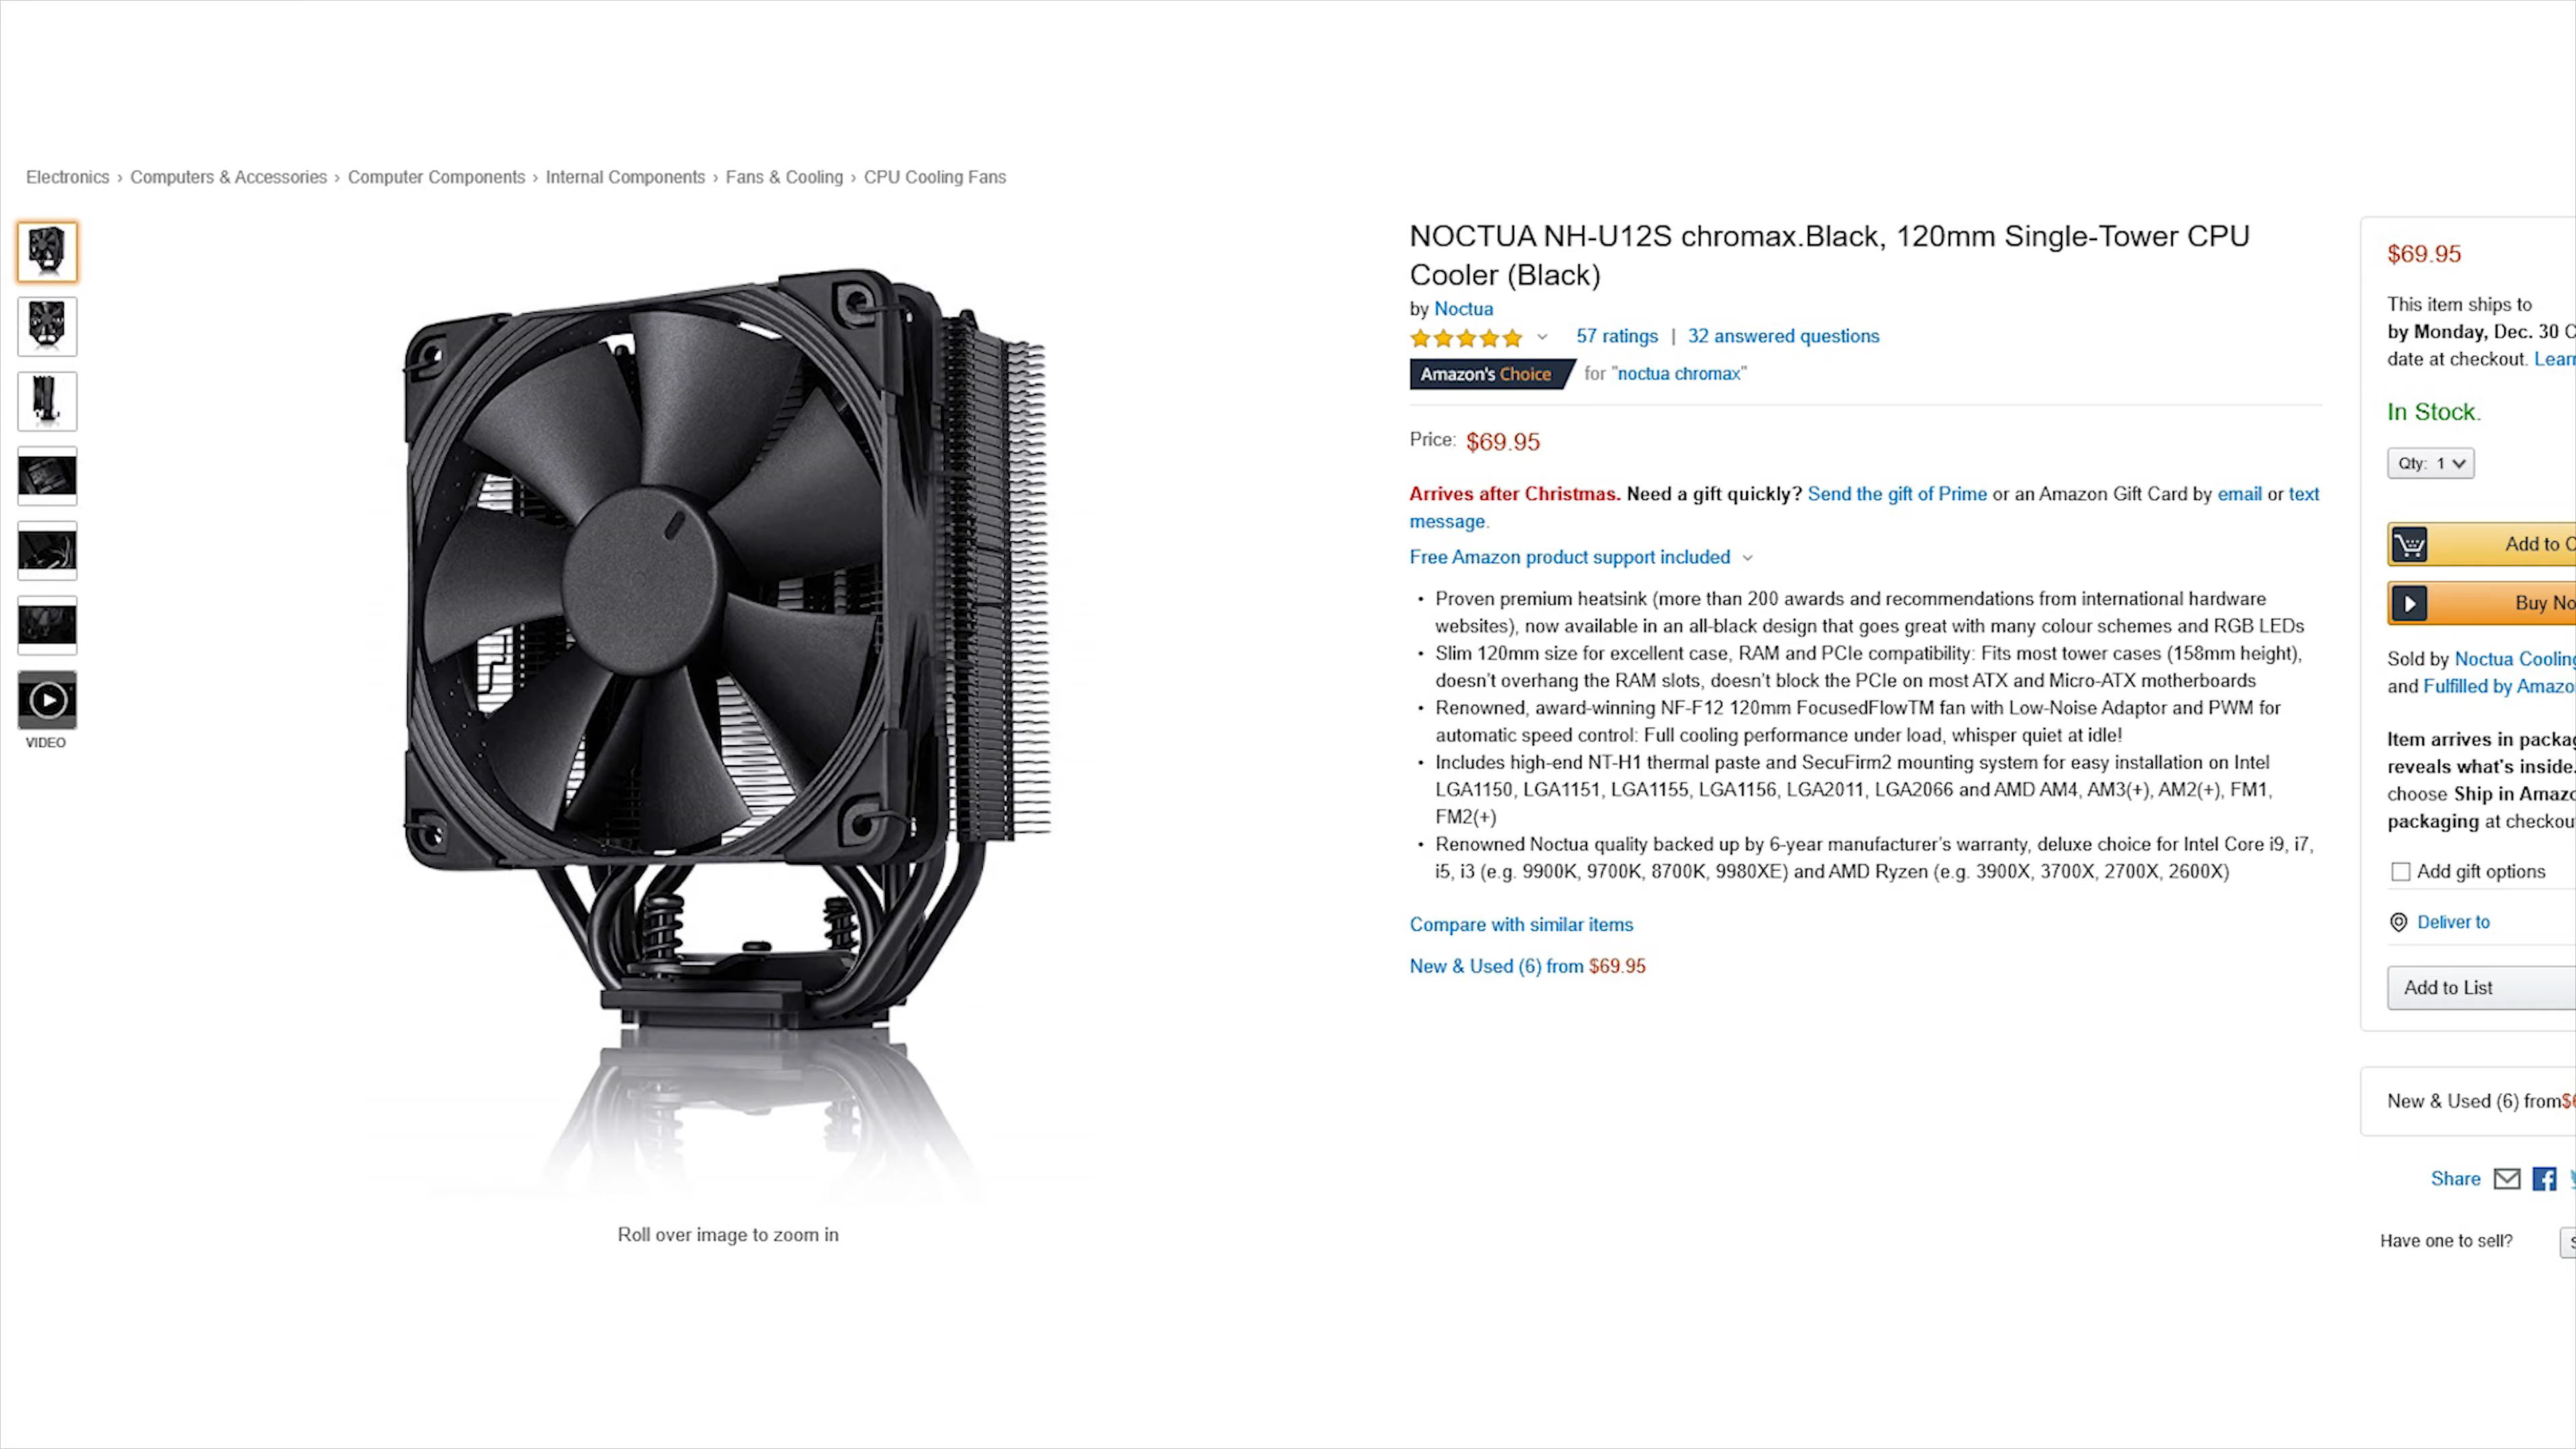 Electronics › Computers & Accessories › Computer Components › Internal Components › Fans & Cooling › CPU Cooling Fans
VIDEO
Roll over image to zoom in
NOCTUA NH-U12S chromax.Black, 120mm Single-Tower CPU
Cooler (Black)
by Noctua
57 ratings | 32 answered questions
Amazon's Choice for "noctua chromax"
Price: $69.95
Arrives after Christmas. Need a gift quickly? Send the gift of Prime or an Amazon Gift Card by email or text
message.
Free Amazon product support included
• Proven premium heatsink (more than 200 awards and recommendations from international hardware
websites), now available in an all-black design that goes great with many colour schemes and RGB LEDs
• Slim 120mm size for excellent case, RAM and PCIe compatibility: Fits most tower cases (158mm height),
doesn't overhang the RAM slots, doesn't block the PCIe on most ATX and Micro-ATX motherboards
• Renowned, award-winning NF-F12 120mm FocusedFlowTM fan with Low-Noise Adaptor and PWM for
automatic speed control: Full cooling performance under load, whisper quiet at idle!
• Includes high-end NT-H1 thermal paste and SecuFirm2 mounting system for easy installation on Intel
LGA1150, LGA1151, LGA1155, LGA1156, LGA2011, LGA2066 and AMD AM4, AM3(+), AM2(+), FM1,
FM2(+)
• Renowned Noctua quality backed up by 6-year manufacturer's warranty, deluxe choice for Intel Core i9, i7,
i5, i3 (e.g. 9900K, 9700K, 8700K, 9980XE) and AMD Ryzen (e.g. 3900X, 3700X, 2700X, 2600X)
Compare with similar items
New & Used (6) from $69.95
$69.95
This item ships to
by Monday, Dec. 30
date at checkout.
In Stock.
Qty: 1
Add to
Buy
Sold by Noctua
and Fulfilled by
Item arrives in
reveals what's inside.
choose Ship in
packaging at
Add gift options
Deliver to
Add to List
New & Used (6) from
Share
Have one to sell?